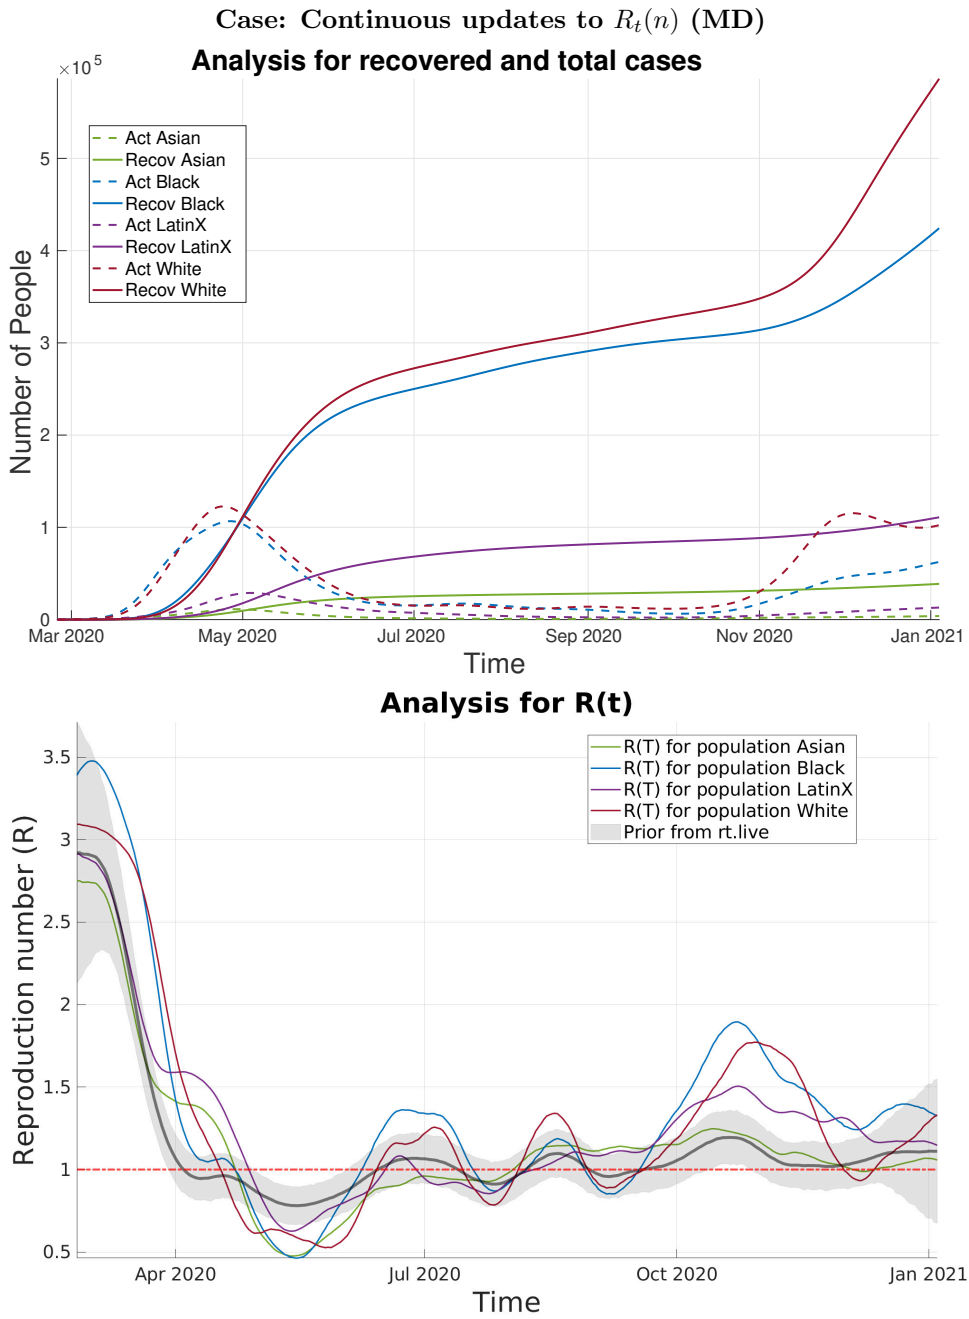 Case: Continuous updates to R_t(n) (MD)
Analysis for recovered and total cases
×10^5
Act Asian
Recov Asian
Act Black
Recov Black
Act LatinX
Recov LatinX
Act White
Recov White
5
4
3
2
1
0
Number of People
Mar 2020 May 2020 Jul 2020 Sep 2020 Nov 2020 Jan 2021
Time
Analysis for R(t)
R(T) for population Asian
R(T) for population Black
R(T) for population LatinX
R(T) for population White
Prior from rt.live
3.5
3
2.5
2
1.5
1
0.5
Reproduction number (R)
Apr 2020 Jul 2020 Oct 2020 Jan 2021
Time